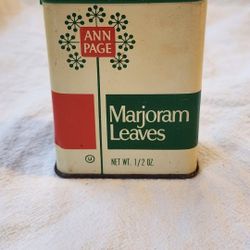 ANN
PAGE
Marjoram
Leaves
U
NET WT. 1/2 OZ.